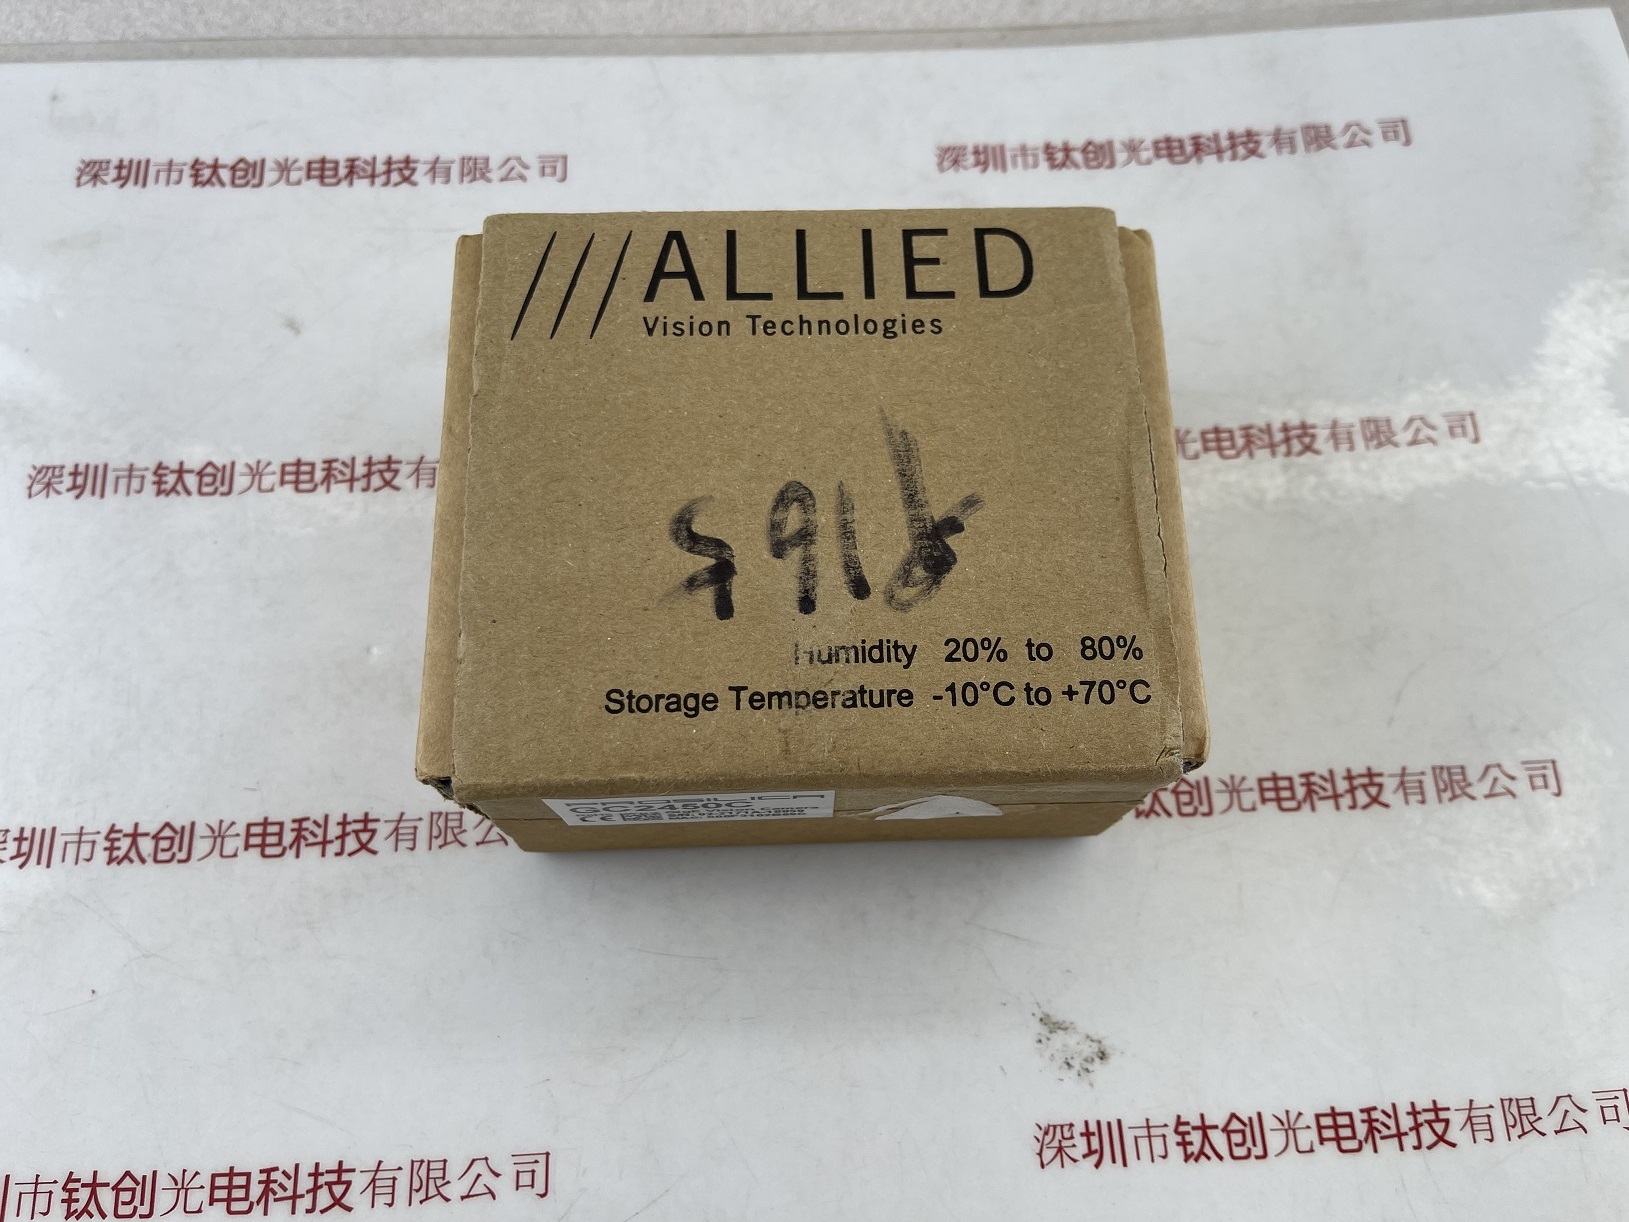 深圳市钛创光电科技有限公司
深圳市钛创光电科技有限公司
ALLIED
Vision Technologies
深圳市钛创光电科技有
光电科技有限公司
Humidity 20% to 80%
Storage Temperature -10°C to +70°C
GC2450C
CE
深圳市钛创光电科技有限公
钛创光电科技有限公司
深圳市钛创光电科技有限公司
市钛创光电科技有限公司